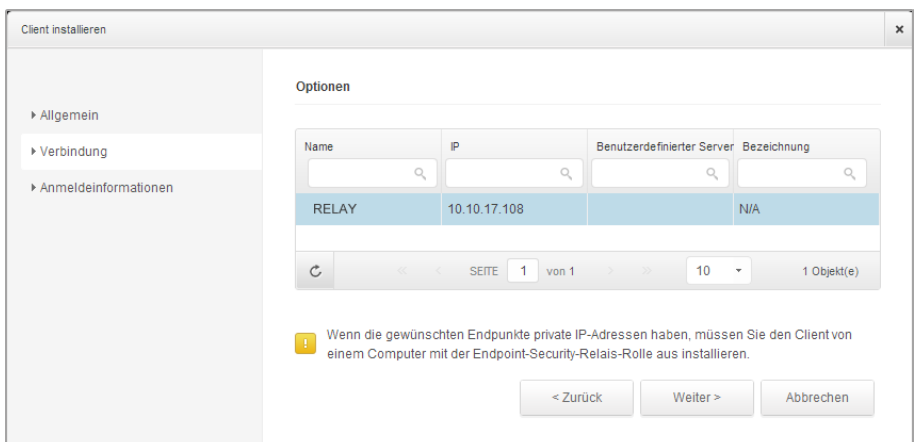 Client installieren
Optionen
Allgemein
Verbindung
Anmeldeinformationen
Name IP Benutzerdefinierter Server Bezeichnung
RELAY 10.10.17.108 N/A
SEITE 1 von 1 10 1 Objekt(e)
Wenn die gewünschten Endpunkte private IP-Adressen haben, müssen Sie den Client von
einem Computer mit der Endpoint-Security-Relais-Rolle aus installieren.
< Zurück Weiter > Abbrechen